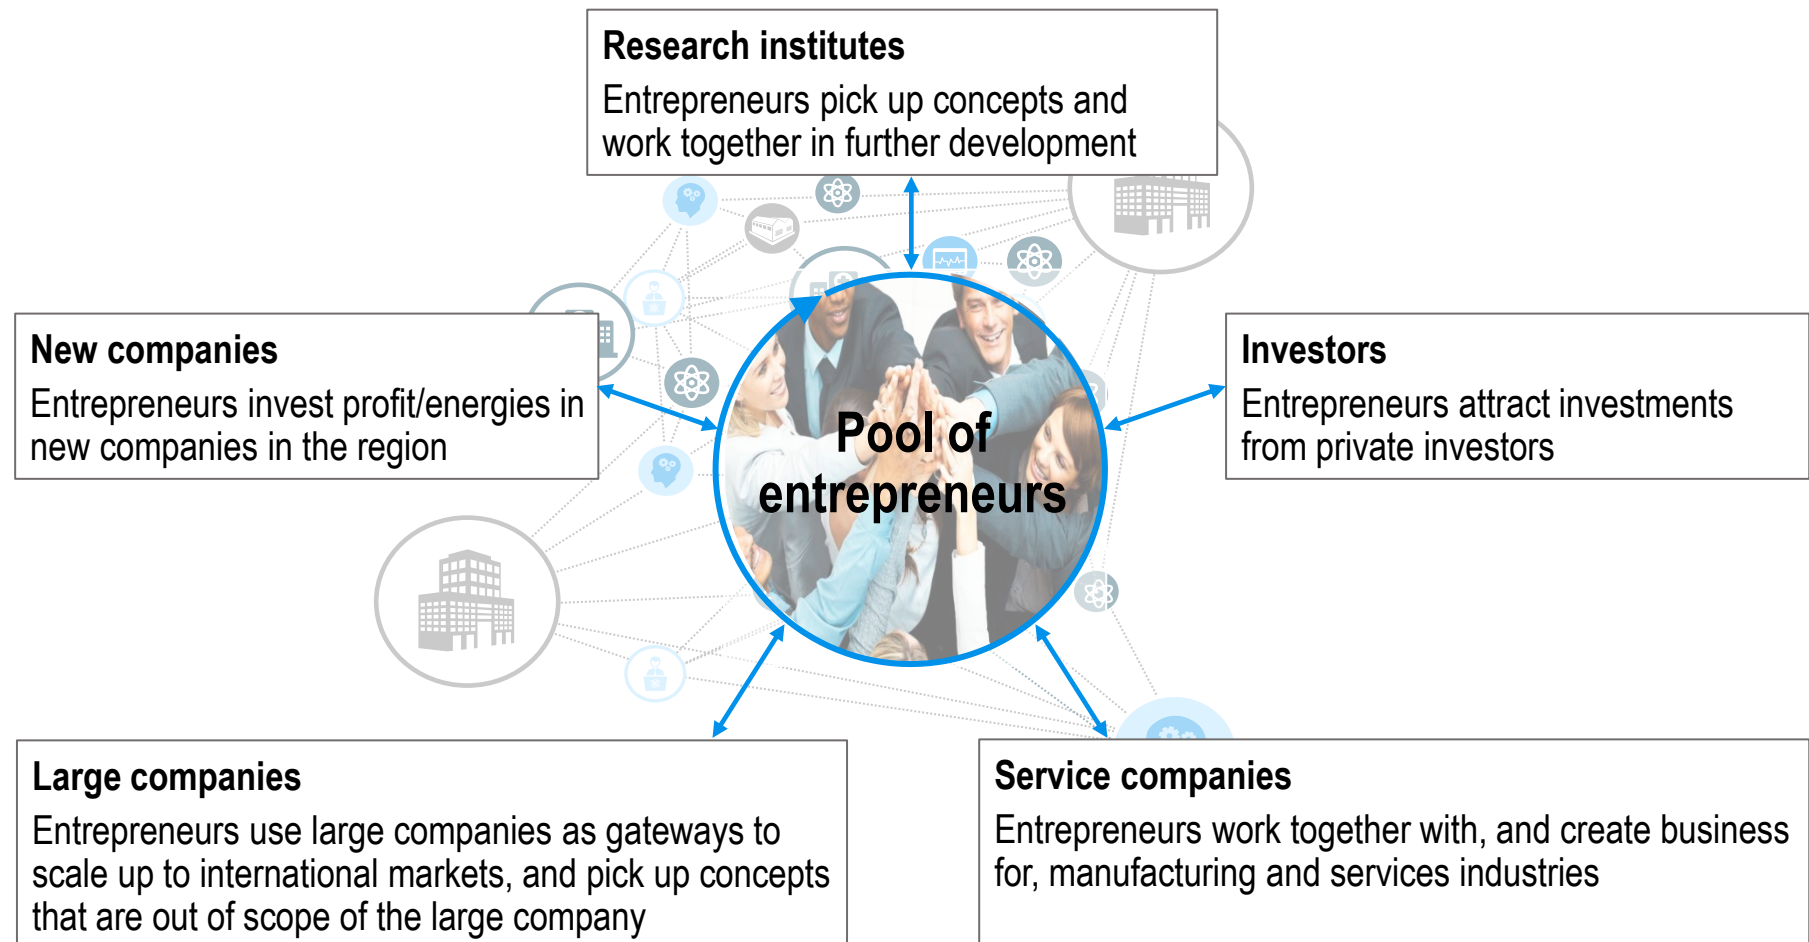 Research institutes
Entrepreneurs pick up concepts and
work together in further development
New companies
Entrepreneurs invest profit/energies in
new companies in the region
Investors
Entrepreneurs attract investments
from private investors
Pool of
entrepreneurs
Large companies
Entrepreneurs use large companies as gateways to
scale up to international markets, and pick up concepts
that are out of scope of the large company
Service companies
Entrepreneurs work together with, and create business
for, manufacturing and services industries